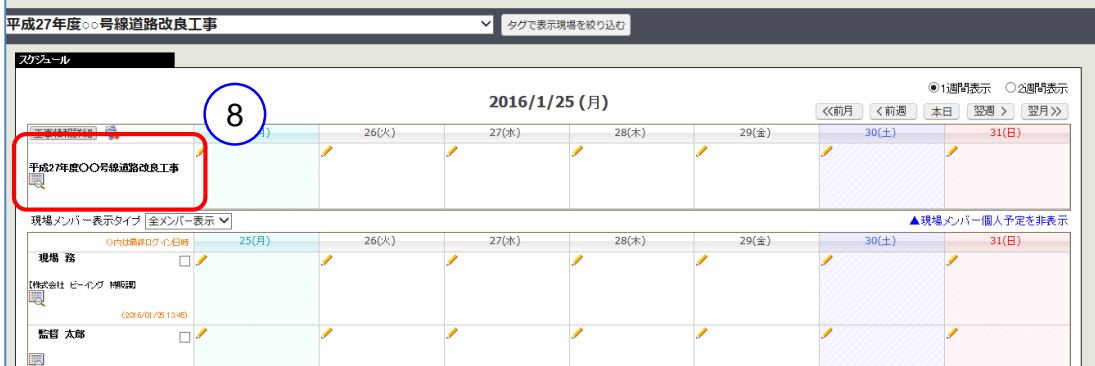 平成27年度○○号線道路改良工事 タグで表示現場を絞り込む
スケジュール
◉1週間表示 ○2週間表示
2016/1/25 (月)
≪前月 <前週 本日 翌週 > 翌月≫
8
工事情報詳細 月) 26(火) 27(水) 28(木) 29(金) 30(土) 31(日)
平成27年度〇〇号線道路改良工事
現場メンバー表示タイプ 全メンバー表示 ▲現場メンバー個人予定を非表示
()内は最終ログイン日時 25(月) 26(火) 27(水) 28(木) 29(金) 30(土) 31(日)
現場 務
【株式会社 ビーイング 特販課】
(2016/01/25 13:45)
監督 太郎